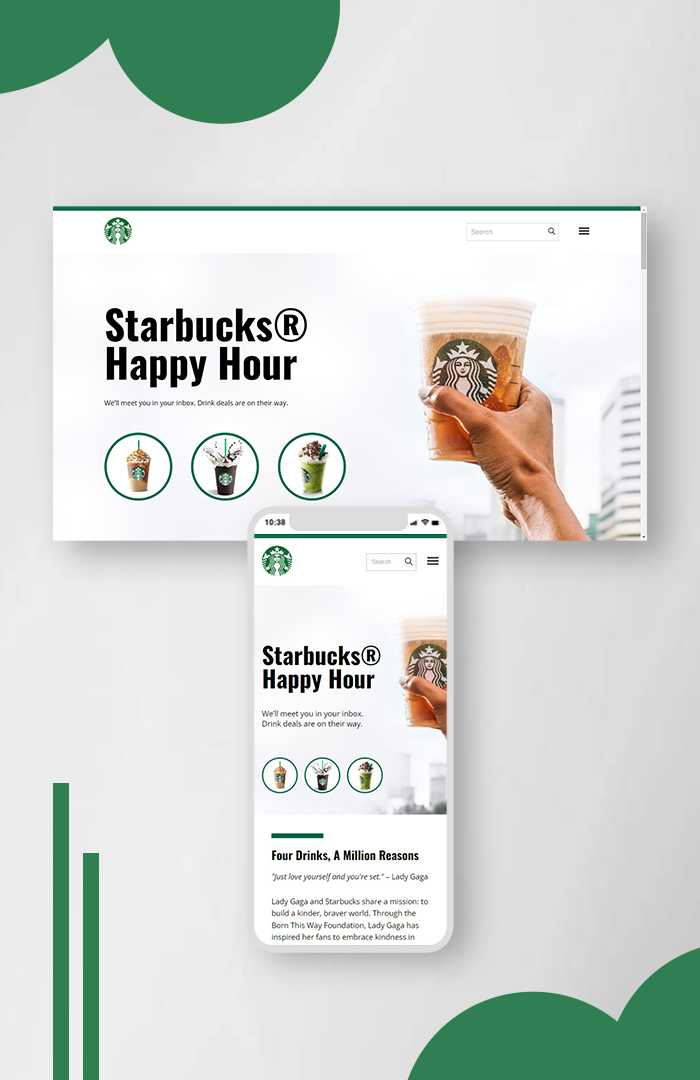 Search
Starbucks®
Happy Hour
We'll meet you in your inbox. Drink deals are on their way.
10:38
Search
Starbucks®
Happy Hour
We'll meet you in your inbox.
Drink deals are on their way.
Four Drinks, A Million Reasons
"Just love yourself and you're set." – Lady Gaga
Lady Gaga and Starbucks share a mission: to
build a kinder, braver world. Through the
Born This Way Foundation, Lady Gaga has
inspired her fans to embrace kindness in